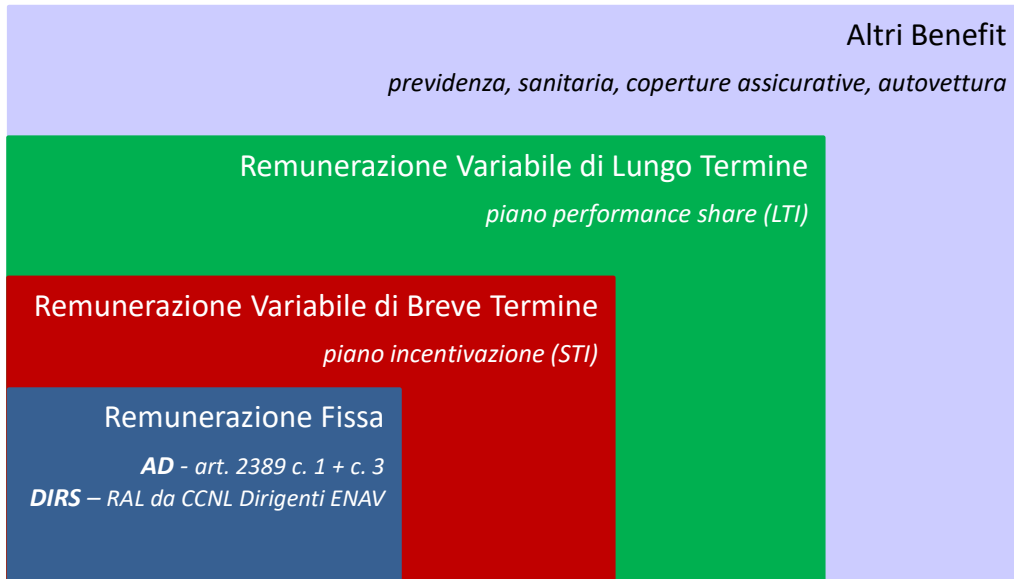 Altri Benefit
previdenza, sanitaria, coperture assicurative, autovettura
Remunerazione Variabile di Lungo Termine
piano performance share (LTI)
Remunerazione Variabile di Breve Termine
piano incentivazione (STI)
Remunerazione Fissa
AD - art. 2389 c. 1 + c. 3
DIRS – RAL da CCNL Dirigenti ENAV